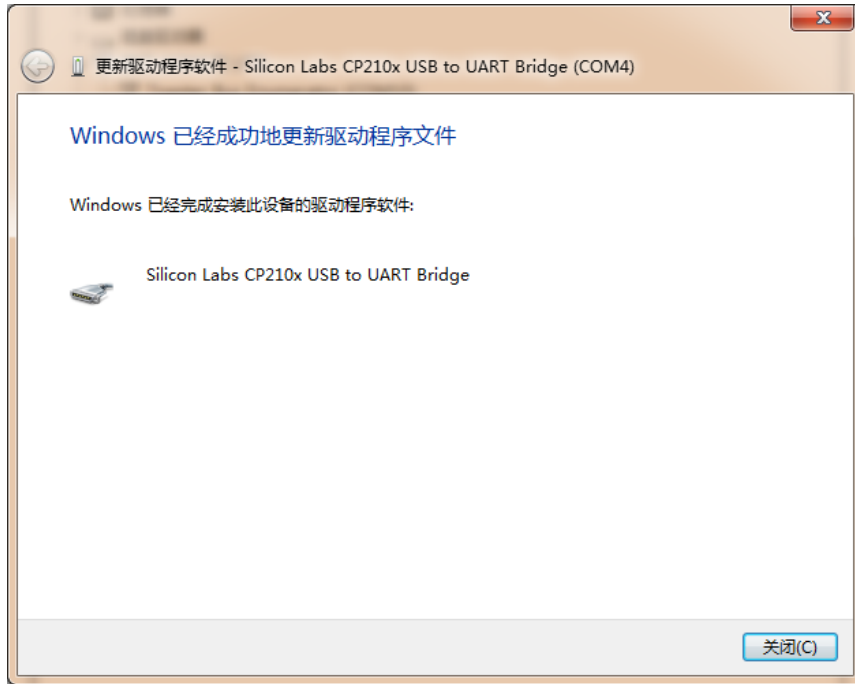 更新驱动程序软件 - Silicon Labs CP210x USB to UART Bridge (COM4)
Windows 已经成功地更新驱动程序文件
Windows 已经完成安装此设备的驱动程序软件:
Silicon Labs CP210x USB to UART Bridge
关闭(C)